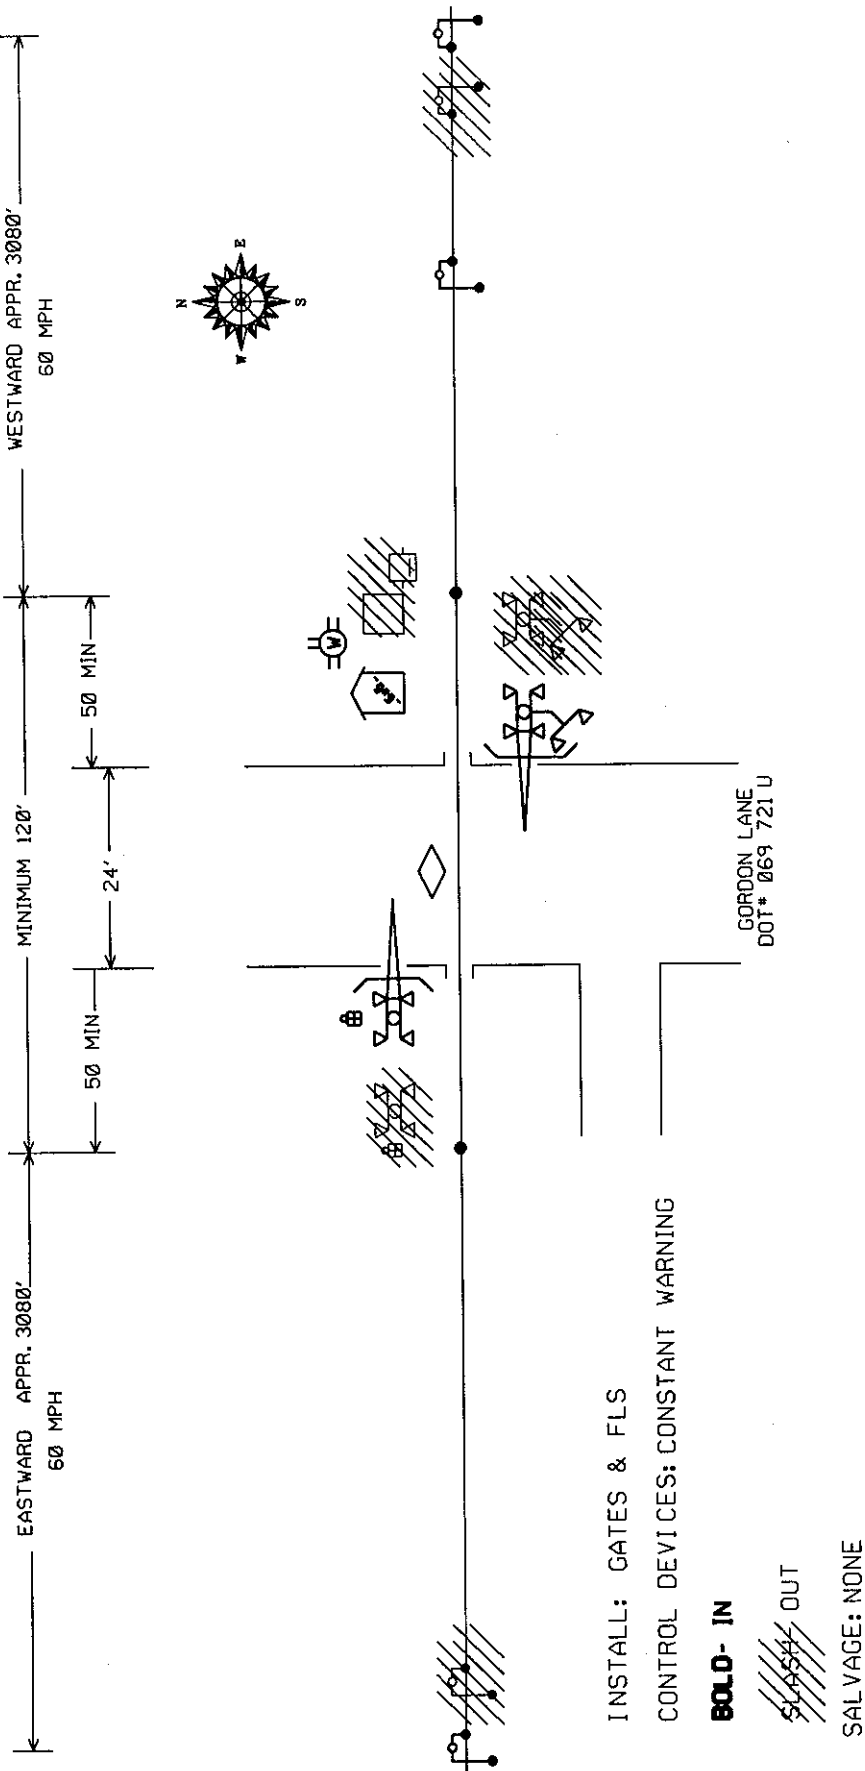 EASTWARD APPR. 3080'
60 MPH
MINIMUM 120'
WESTWARD APPR. 3080'
60 MPH
50 MIN
24'
50 MIN
N
E
S
W
W
GORDON LANE
DOT# 069 721 U
INSTALL: GATES & FLS
CONTROL DEVICES: CONSTANT WARNING
BOLD- IN
SLASH- OUT
SALVAGE: NONE